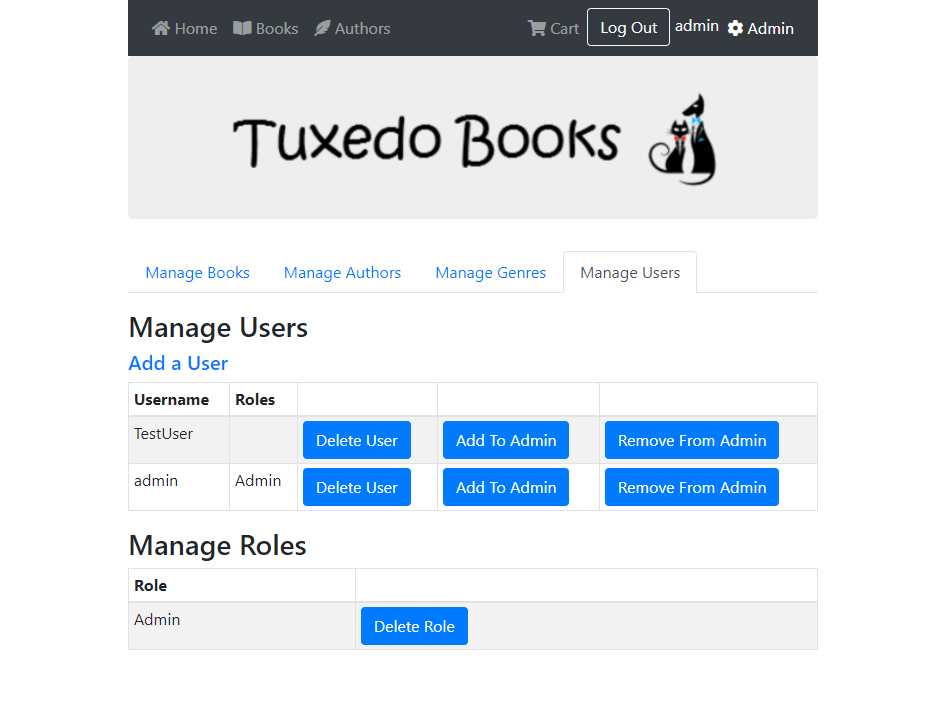 Home Books Authors Cart Log Out admin Admin
Tuxedo Books
Manage Books Manage Authors Manage Genres Manage Users
Manage Users
Add a User
Username Roles
TestUser Delete User Add To Admin Remove From Admin
admin Admin Delete User Add To Admin Remove From Admin
Manage Roles
Role
Admin Delete Role